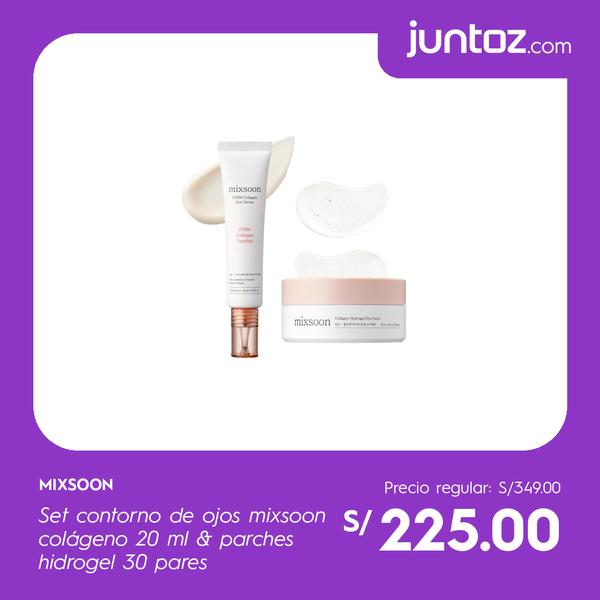 juntoz.com
mixsoon
PDRN Collagen
Eye Serum
PDRN
Collagen
Peptide
mixsoon
Collagen Hydrogel Eye Patch
MIXSOON
Set contorno de ojos mixsoon
colágeno 20 ml & parches
hidrogel 30 pares
Precio regular: S/349.00
S/ 225.00